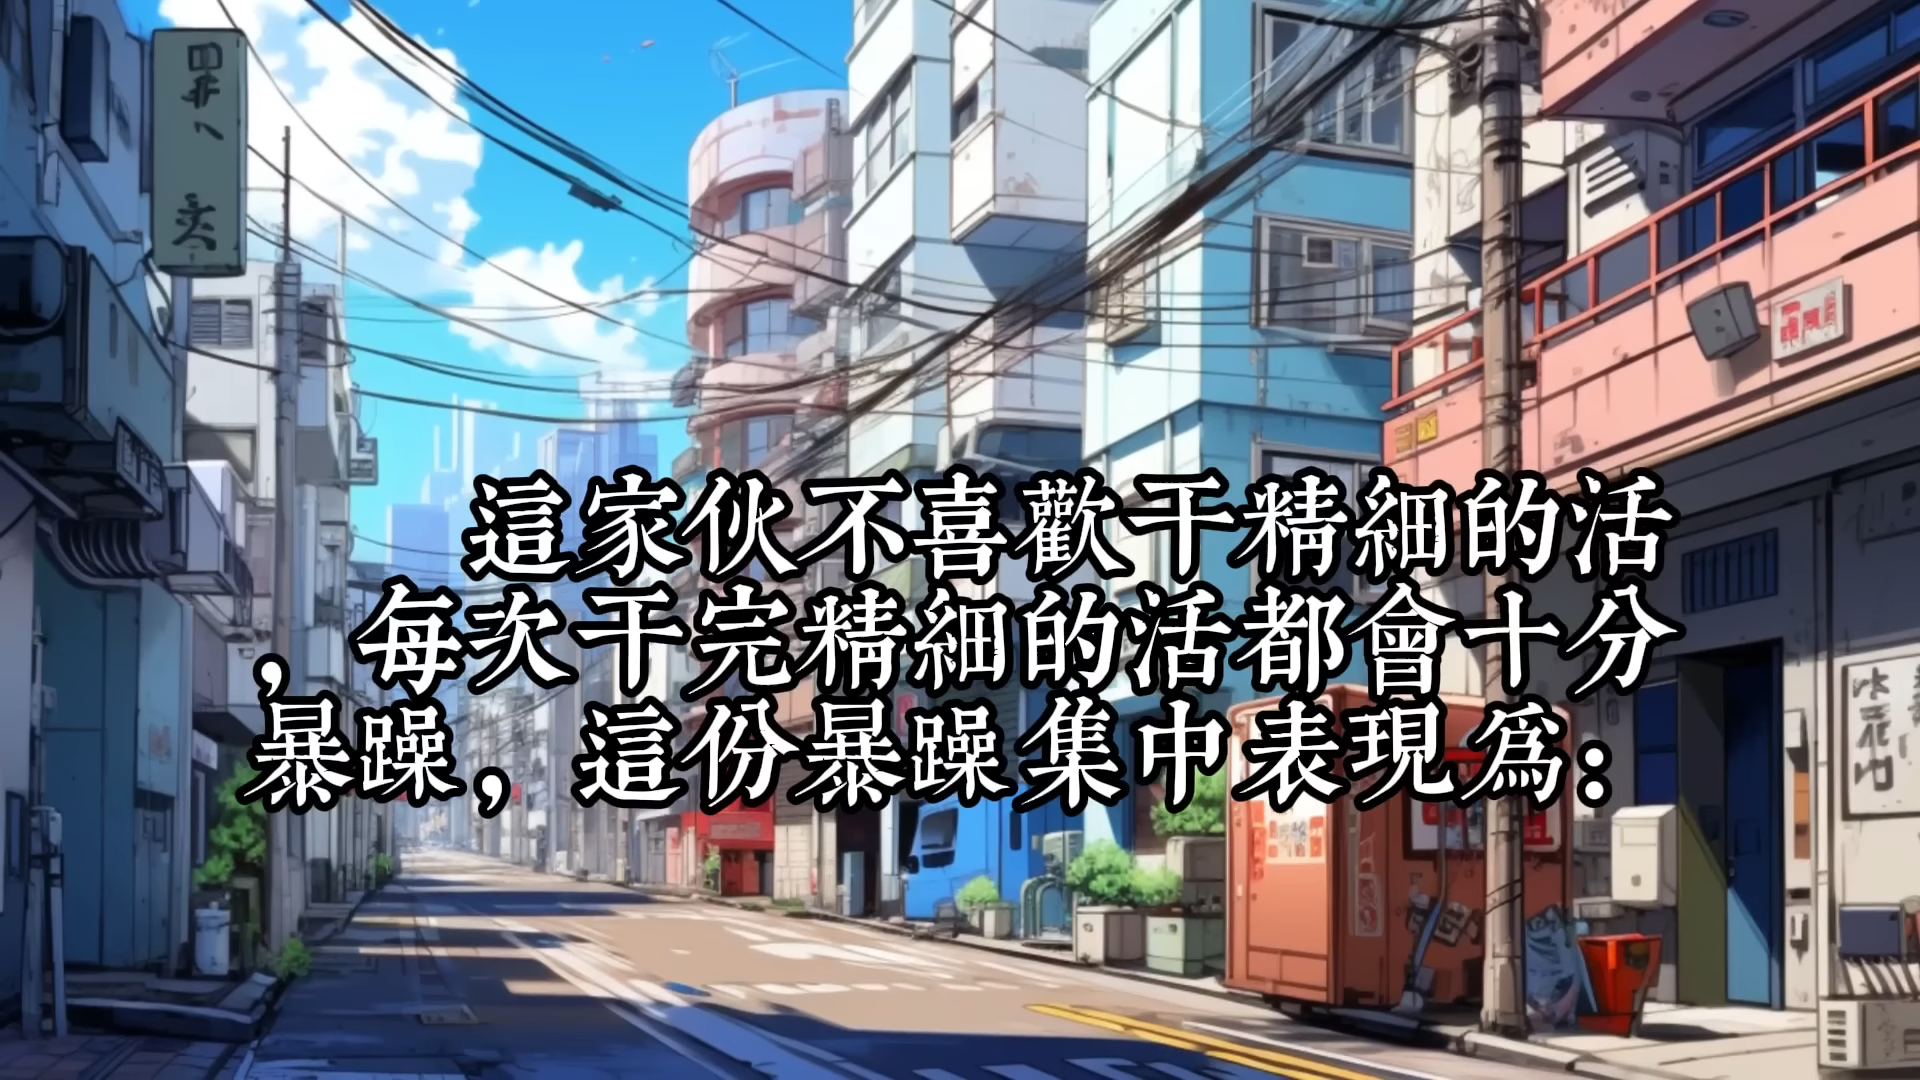 這家伙不喜歡干精細的活
，每次干完精細的活都會十分
暴躁，這份暴躁集中表現爲：